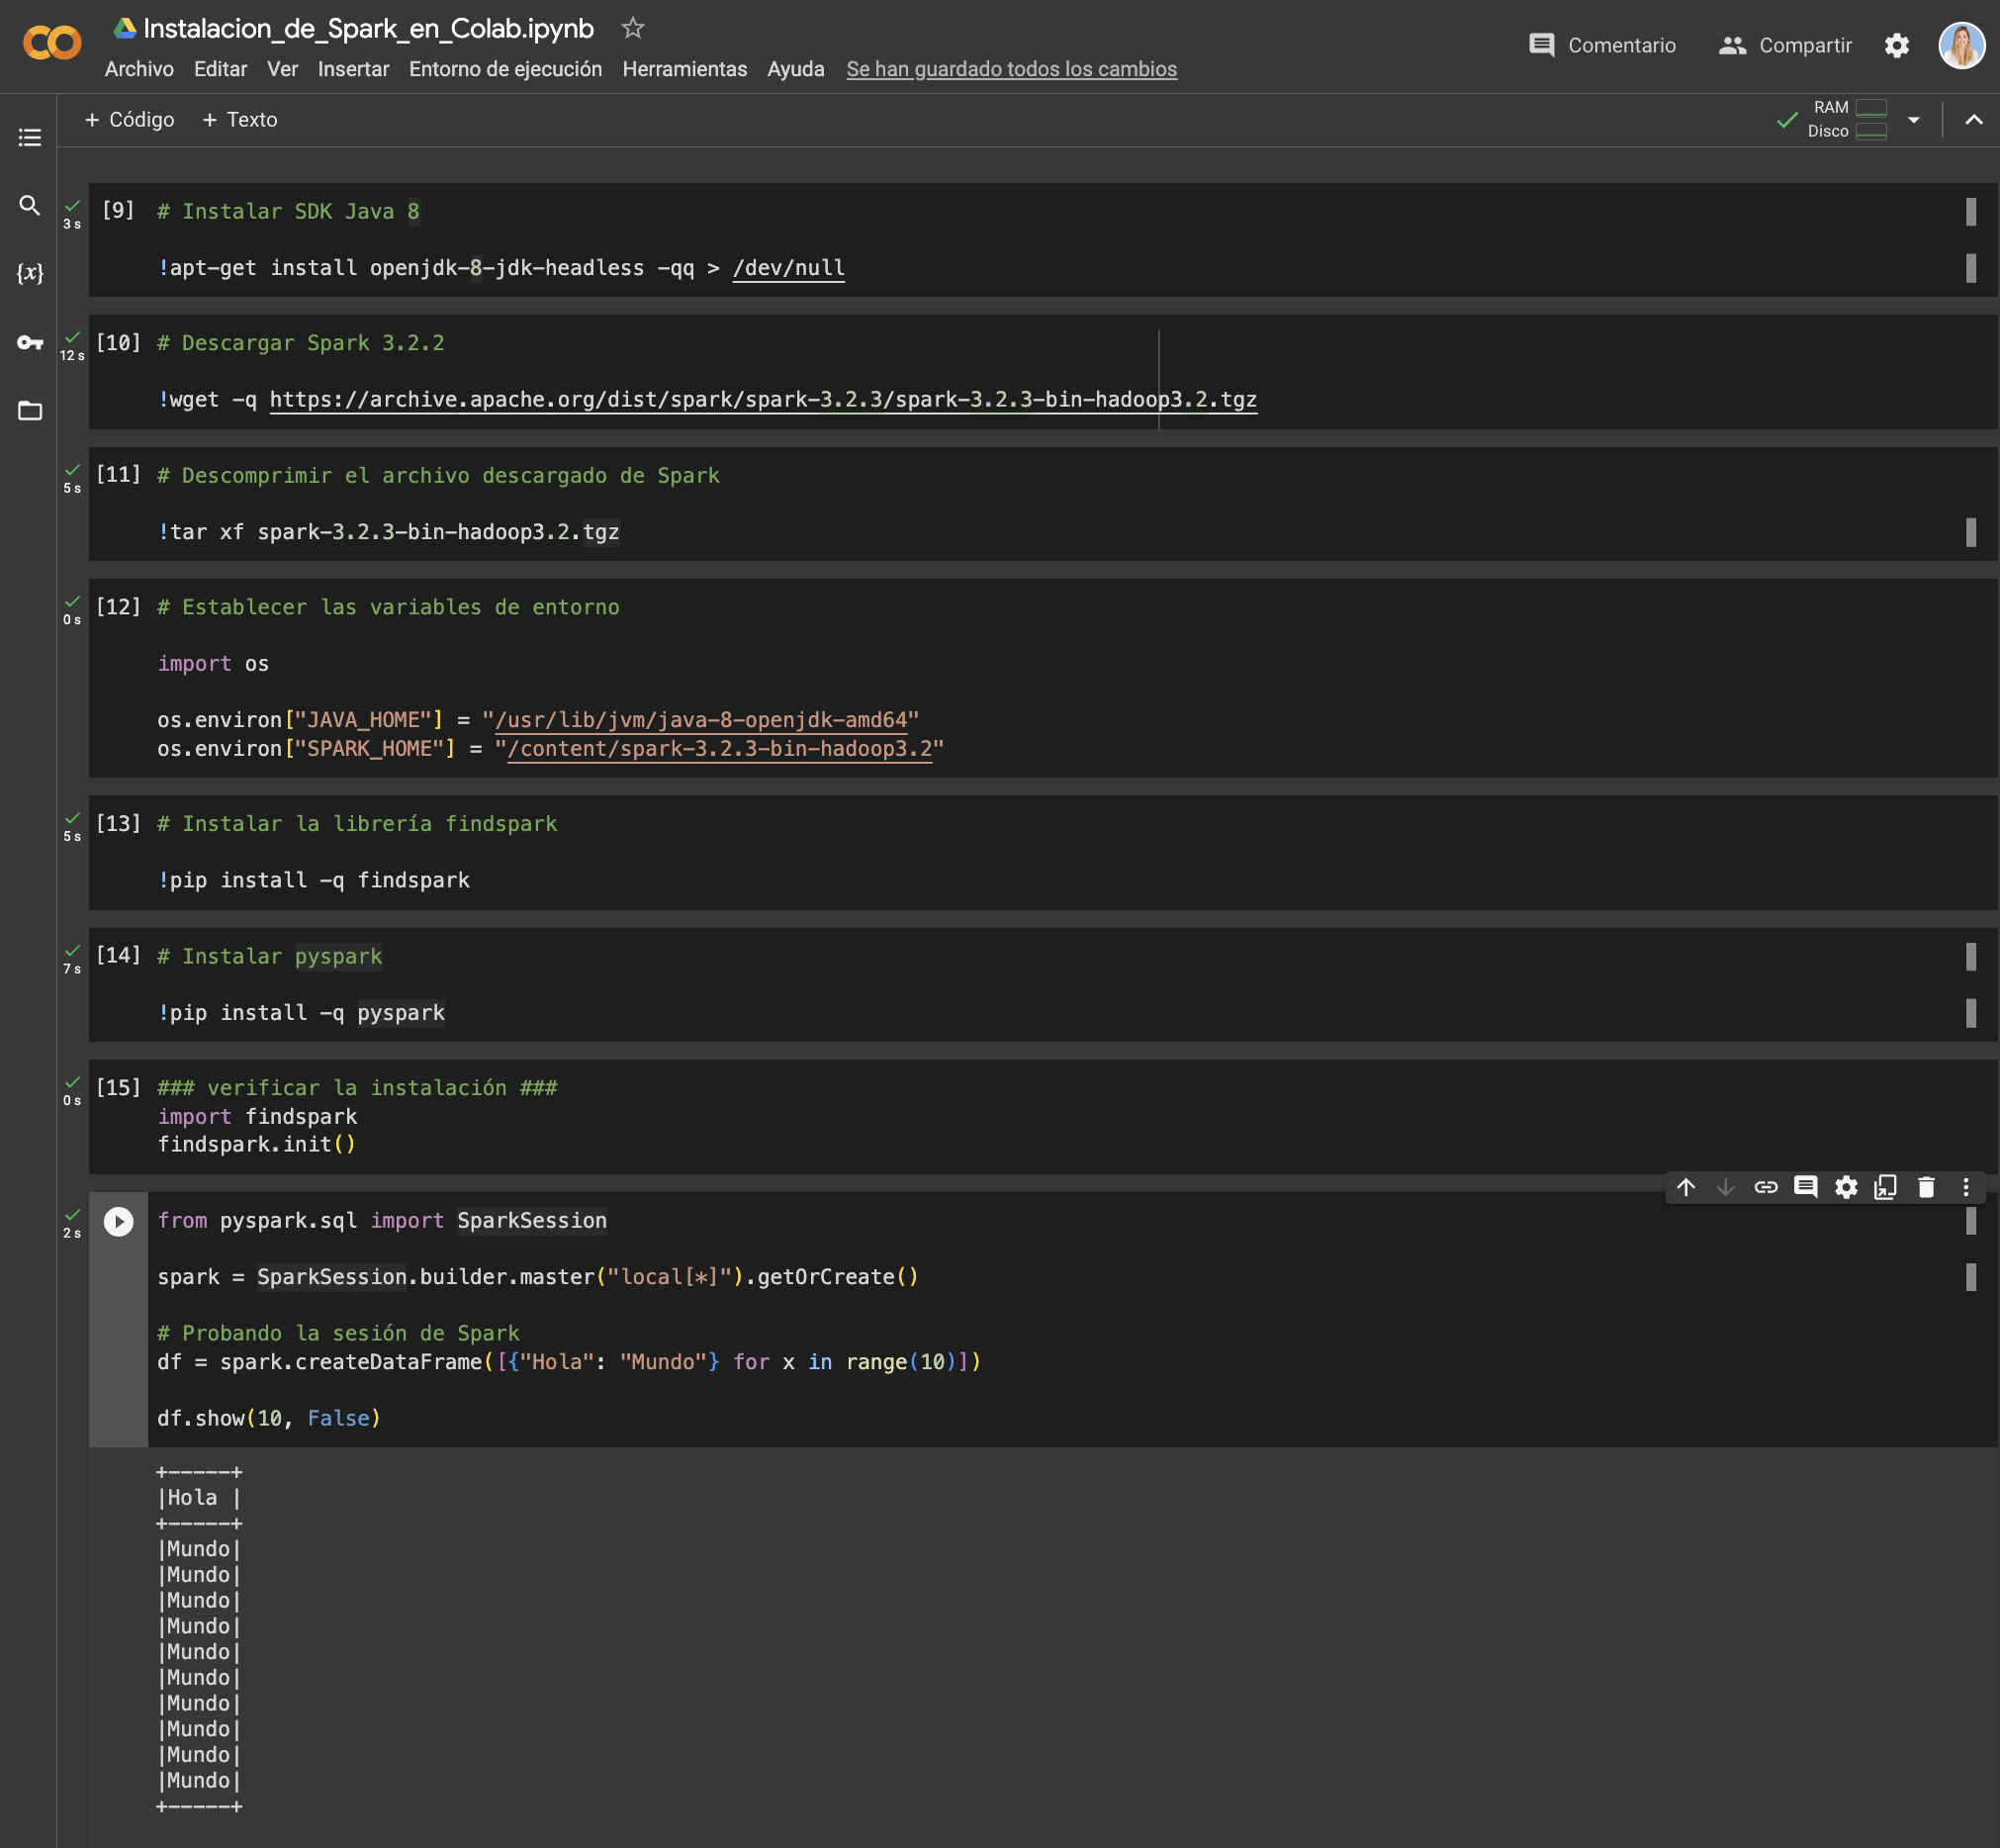 Instalacion_de_Spark_en_Colab.ipynb
Comentario
Compartir
Archivo Editar Ver Insertar Entorno de ejecución Herramientas Ayuda Se han guardado todos los cambios
+ Código + Texto
RAM
Disco
{x}
3 s
[9] # Instalar SDK Java 8
!apt-get install openjdk-8-jdk-headless -qq > /dev/null
12 s
[10] # Descargar Spark 3.2.2
!wget -q https://archive.apache.org/dist/spark/spark-3.2.3/spark-3.2.3-bin-hadoop3.2.tgz
5 s
[11] # Descomprimir el archivo descargado de Spark
!tar xf spark-3.2.3-bin-hadoop3.2.tgz
0 s
[12] # Establecer las variables de entorno
import os
os.environ["JAVA_HOME"] = "/usr/lib/jvm/java-8-openjdk-amd64"
os.environ["SPARK_HOME"] = "/content/spark-3.2.3-bin-hadoop3.2"
5 s
[13] # Instalar la librería findspark
!pip install -q findspark
7 s
[14] # Instalar pyspark
!pip install -q pyspark
0 s
[15] ### verificar la instalación ###
import findspark
findspark.init()
2 s
from pyspark.sql import SparkSession
spark = SparkSession.builder.master("local[*]").getOrCreate()
# Probando la sesión de Spark
df = spark.createDataFrame([{"Hola": "Mundo"} for x in range(10)])
df.show(10, False)
+-----+
|Hola |
+-----+
|Mundo|
|Mundo|
|Mundo|
|Mundo|
|Mundo|
|Mundo|
|Mundo|
|Mundo|
|Mundo|
|Mundo|
+-----+